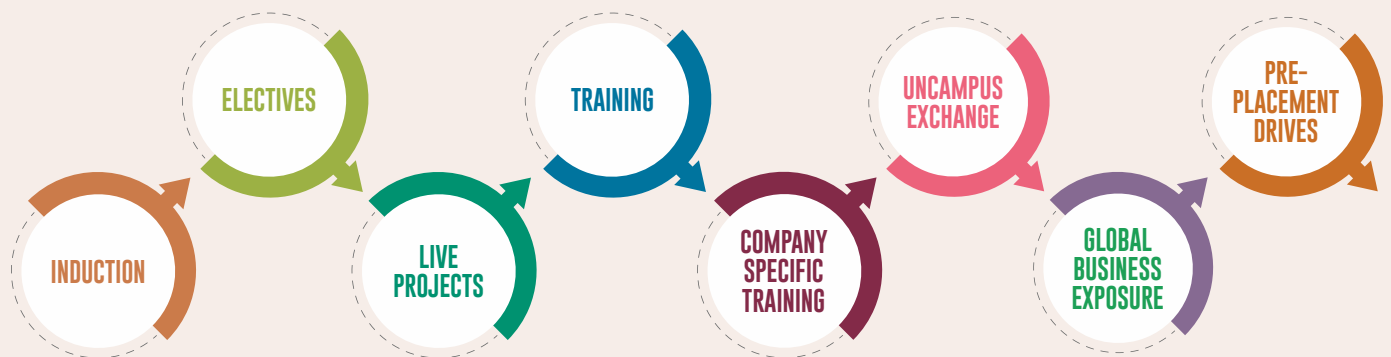 INDUCTION
ELECTIVES
LIVE
PROJECTS
TRAINING
COMPANY
SPECIFIC
TRAINING
UNCAMPUS
EXCHANGE
GLOBAL
BUSINESS
EXPOSURE
PRE-
PLACEMENT
DRIVES